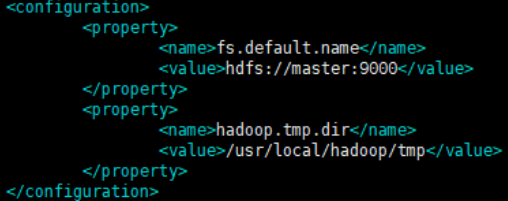 <configuration>
<property>
<name>fs.default.name</name>
<value>hdfs://master:9000</value>
</property>
<property>
<name>hadoop.tmp.dir</name>
<value>/usr/local/hadoop/tmp</value>
</property>
</configuration>